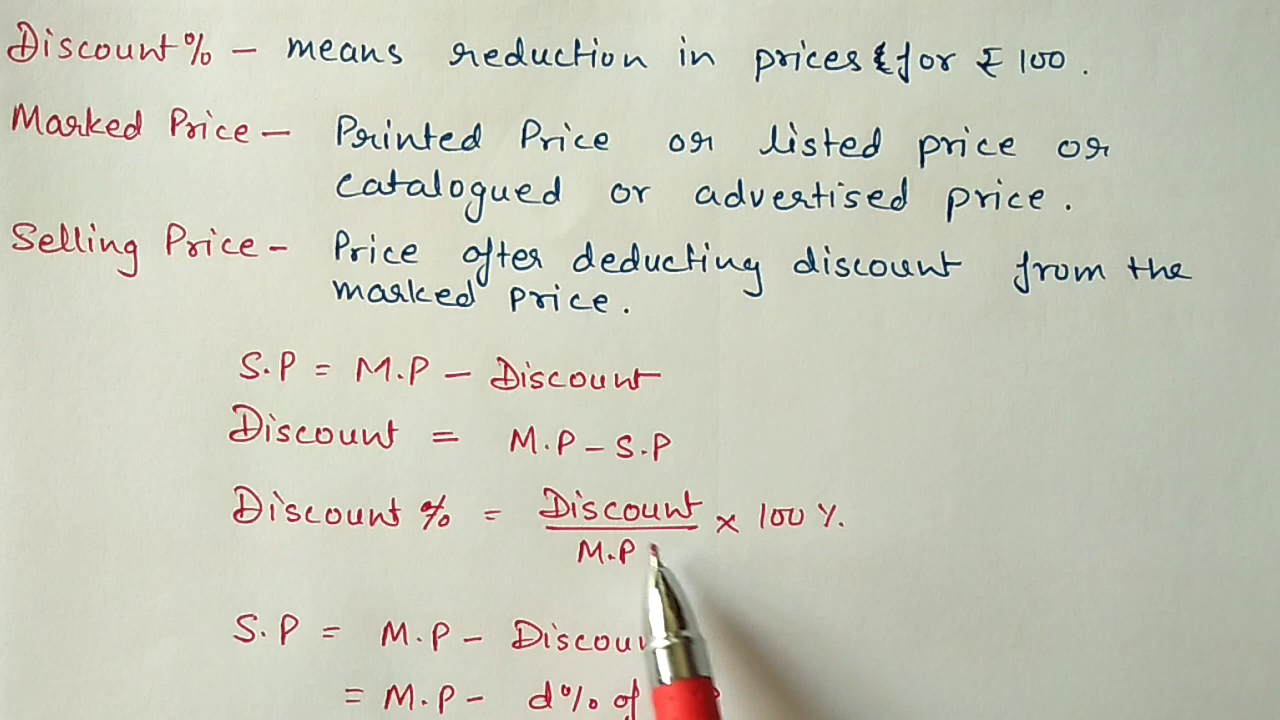 Discount% - means reduction in prices for ₹ 100.
Marked Price - Printed Price or listed price or
catalogued or advertised price.
Selling Price - Price after deducting discount from the
marked price.
S.P = M.P - Discount
Discount = M.P - S.P
Discount % = Discount/M.P × 100 %.
S.P = M.P -
= M.P - d% of